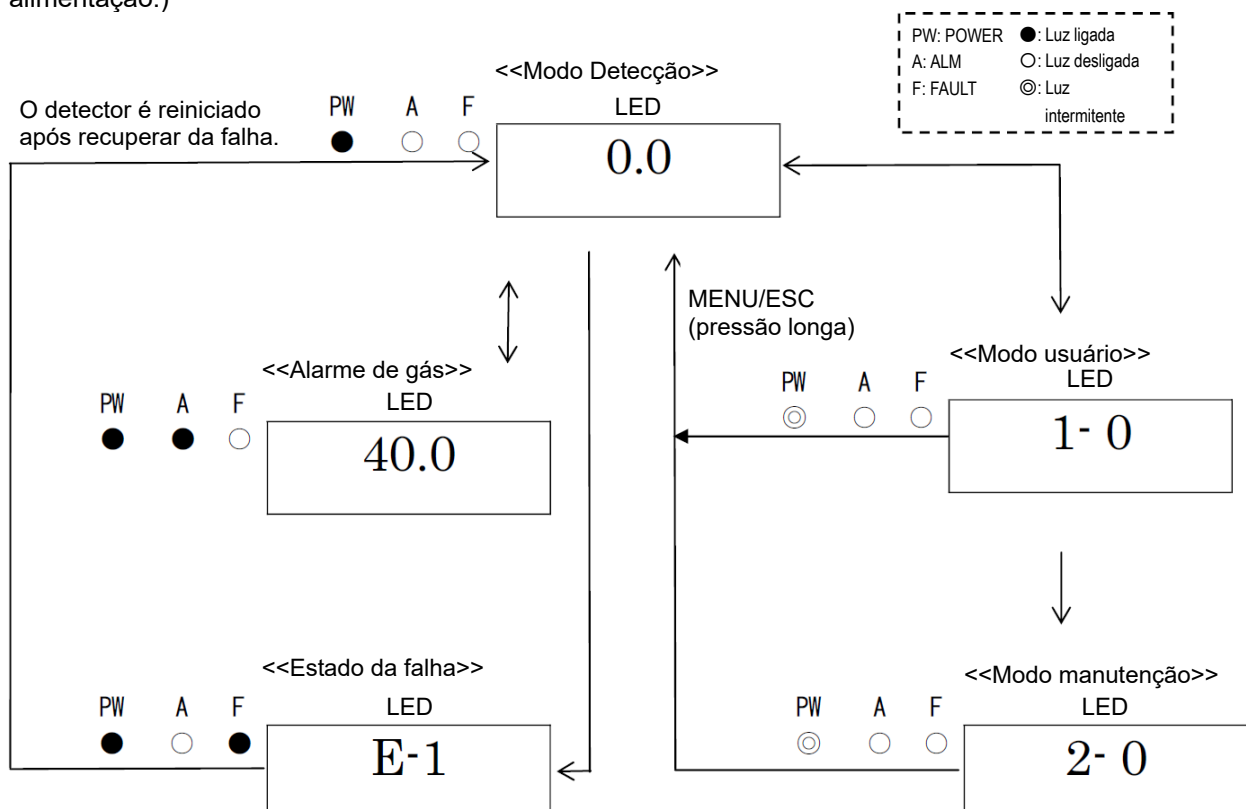 alimentação.)
PW: POWER ●: Luz ligada
A: ALM ○: Luz desligada
F: FAULT ◎: Luz
intermitente
<<Modo Detecção>>
LED
O detector é reiniciado
após recuperar da falha.
PW A F
● ○ ○
0.0
MENU/ESC
(pressão longa)
<<Alarme de gás>>
LED
PW A F
● ● ○
40.0
<<Modo usuário>>
LED
PW A F
◎ ○ ○
1- 0
<<Estado da falha>>
LED
PW A F
● ○ ●
E-1
<<Modo manutenção>>
LED
PW A F
◎ ○ ○
2- 0